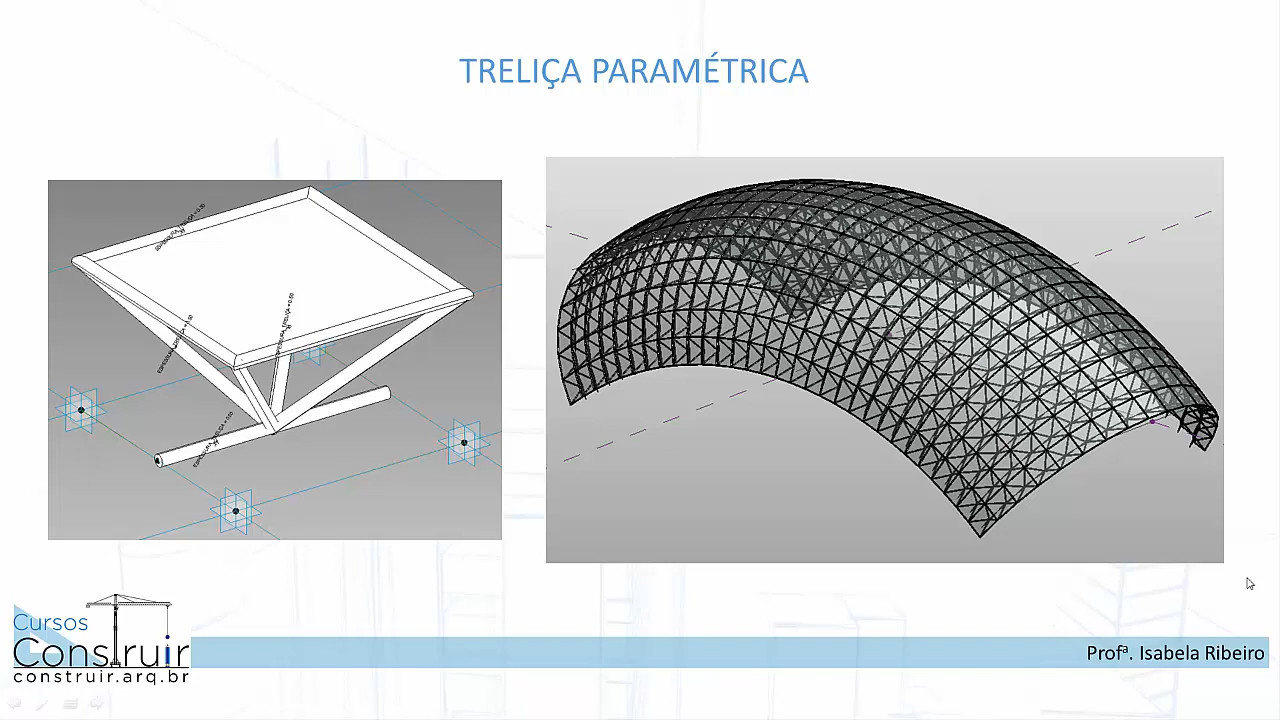 TRELIÇA PARAMÉTRICA
Cursos
Construir
construir.arq.br
Profª. Isabela Ribeiro